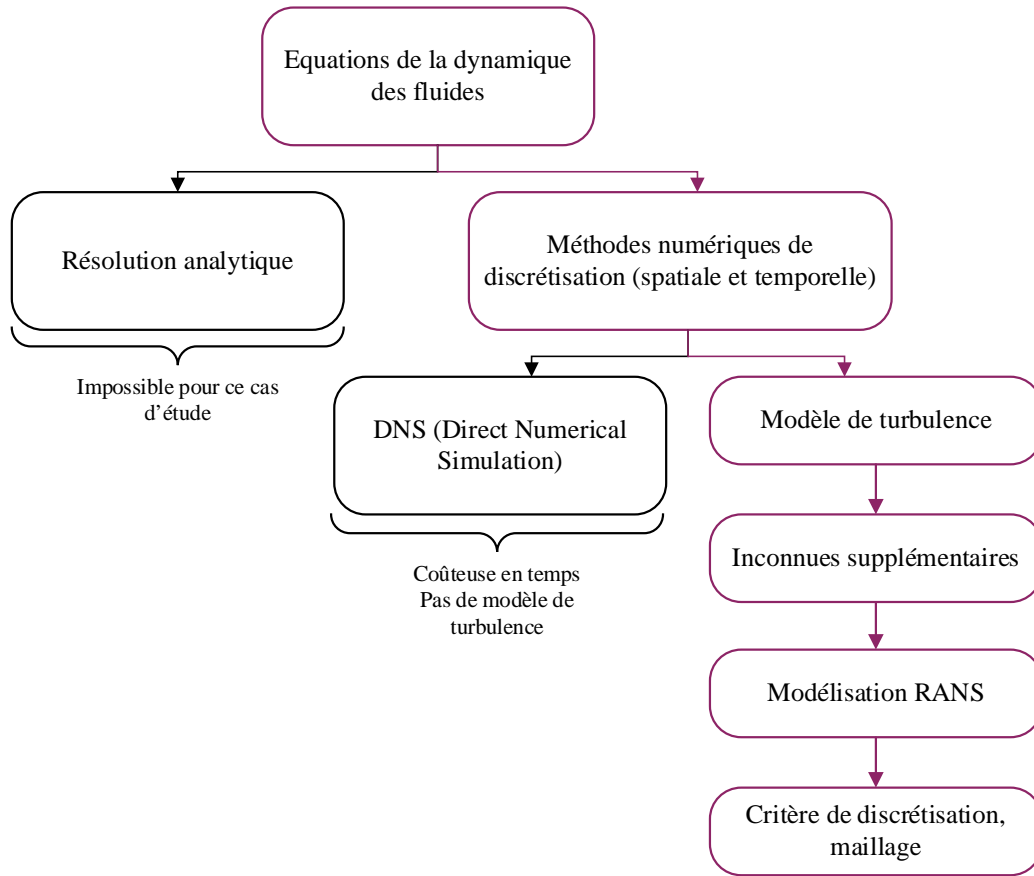 Equations de la dynamique
des fluides
Résolution analytique
Méthodes numériques de
discrétisation (spatiale et temporelle)
Impossible pour ce cas
d’étude
DNS (Direct Numerical
Simulation)
Modèle de turbulence
Coûteuse en temps
Pas de modèle de
turbulence
Inconnues supplémentaires
Modélisation RANS
Critère de discrétisation,
maillage